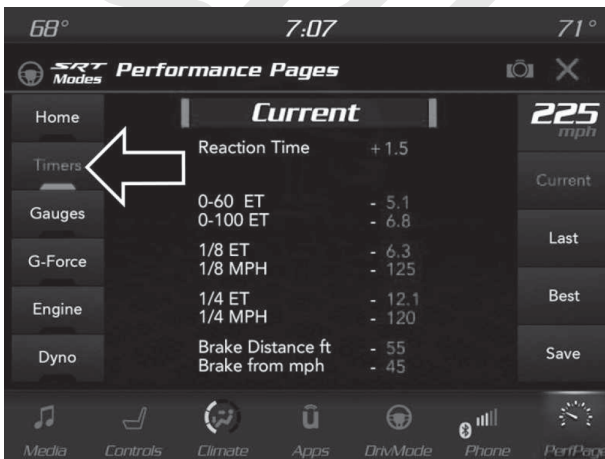 68° 7:07 71°
SRT Modes Performance Pages
Home
Timers
Gauges
G-Force
Engine
Dyno
Current
Reaction Time +1.5
0-60 ET - 5.1
0-100 ET - 6.8
1/8 ET - 6.3
1/8 MPH - 125
1/4 ET - 12.1
1/4 MPH - 120
Brake Distance ft - 55
Brake from mph - 45
225
mph
Current
Last
Best
Save
Media Controls Climate Apps DrivMode Phone PerfPage